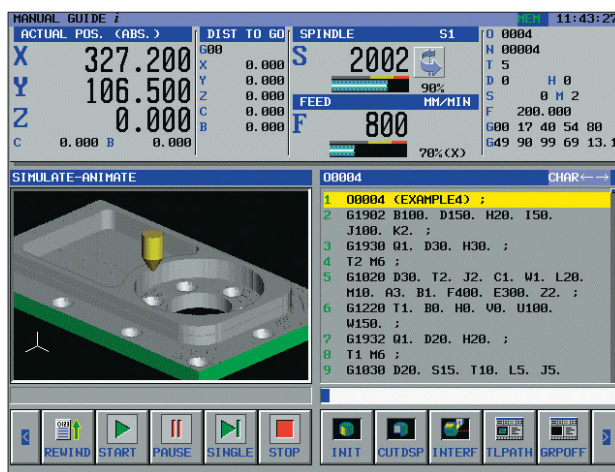 MANUAL GUIDE i MEM 11:43:27
ACTUAL POS. (ABS.) DIST TO GO SPINDLE S1 O 0004
X 327.200 G00 S 2002 N 00004
X 0.000 T 5
Y 106.500 Y 0.000 90% D 0 H 0
Z 0.000 FEED MM/MIN S 0 M 2
Z 0.000 C 0.000 F 800 F 200.000
B 0.000 G00 17 40 54 80
C 0.000 B 0.000 70%(X) G49 90 99 69 13.1
SIMULATE-ANIMATE
O0004 CHAR←→
1 O0004 (EXAMPLE4) ;
2 G1902 B100. D150. H20. I50.
J100. K2. ;
3 G1930 Q1. D30. H30. ;
4 T2 M6 ;
5 G1020 D30. T2. J2. C1. W1. L20.
M10. A3. B1. F400. E300. Z2. ;
6 G1220 T1. B0. H0. V0. U100.
W150. ;
7 G1932 Q1. D20. H20. ;
8 T1 M6 ;
9 G1030 D20. S15. T10. L5. J5.
REWIND START PAUSE SINGLE STOP INIT CUTDSP INTERF TLPATH GRPOFF